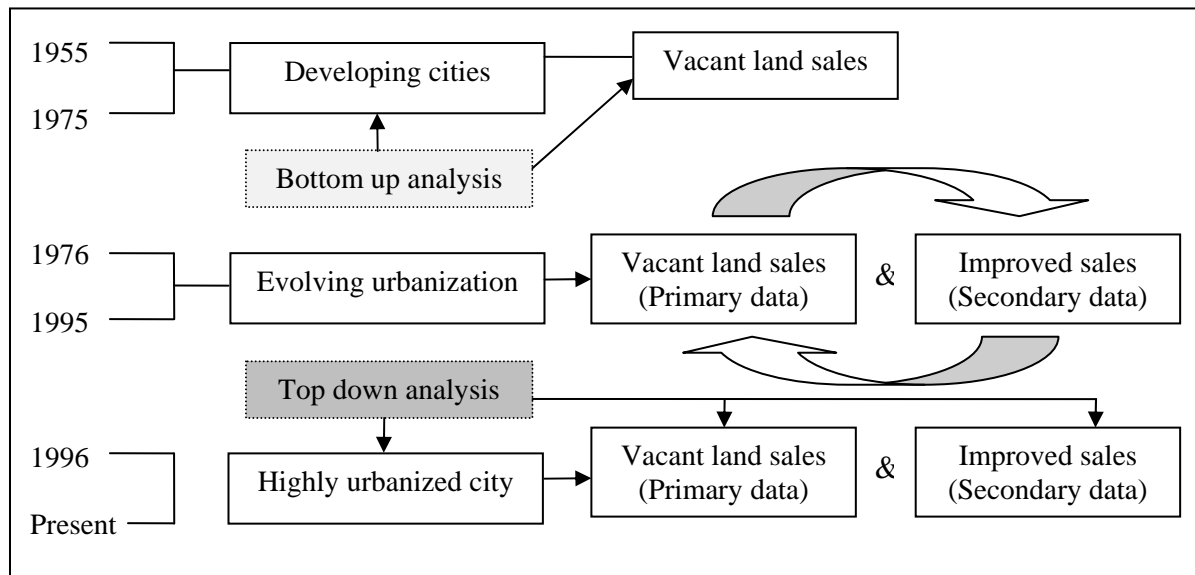 1955
Developing cities
Vacant land sales
1975
Bottom up analysis
1976
Evolving urbanization
Vacant land sales
(Primary data)
&
Improved sales
(Secondary data)
1995
Top down analysis
1996
Highly urbanized city
Vacant land sales
(Primary data)
&
Improved sales
(Secondary data)
Present